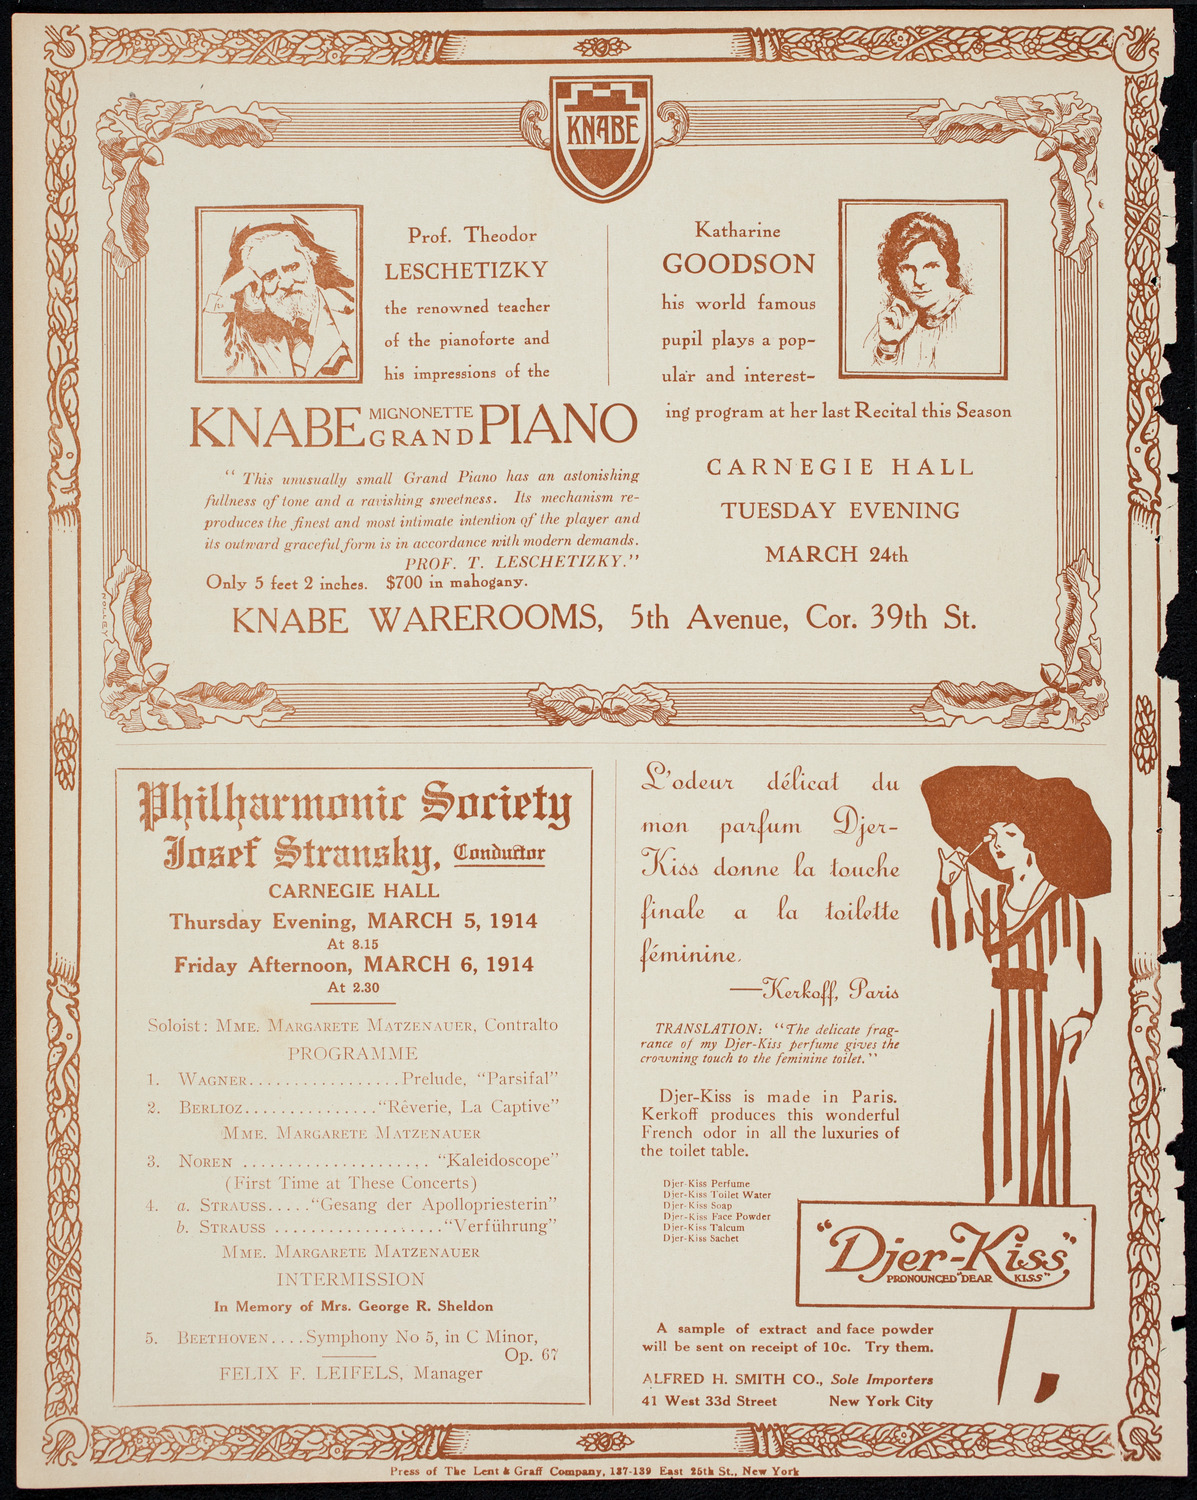 KNABE
Prof. Theodor
LESCHETIZKY
the renowned teacher
of the pianoforte and
his impressions of the
KNABE MIGNONETTE GRAND PIANO
“ This unusually small Grand Piano has an astonishing
fullness of tone and a ravishing sweetness. Its mechanism re-
produces the finest and most intimate intention of the player and
its outward graceful form is in accordance with modern demands.
PROF. T. LESCHETIZKY.”
Only 5 feet 2 inches. $700 in mahogany.
Katharine
GOODSON
his world famous
pupil plays a pop-
ular and interest-
ing program at her last Recital this Season
CARNEGIE HALL
TUESDAY EVENING
MARCH 24th
KNABE WAREROOMS, 5th Avenue, Cor. 39th St.
Philharmonic Society
Josef Stransky, Conductor
CARNEGIE HALL
Thursday Evening, MARCH 5, 1914
At 8.15
Friday Afternoon, MARCH 6, 1914
At 2.30
Soloist: MME. MARGARETE MATZENAUER, Contralto
PROGRAMME
1. WAGNER.................Prelude, “Parsifal”
2. BERLIOZ...............“Rêverie, La Captive”
MME. MARGARETE MATZENAUER
3. NOREN ..................... “Kaleidoscope”
(First Time at These Concerts)
4. a. STRAUSS.....“Gesang der Apollopriesterin”
b. STRAUSS ...................“Verführung”
MME. MARGARETE MATZENAUER
INTERMISSION
In Memory of Mrs. George R. Sheldon
5. BEETHOVEN....Symphony No 5, in C Minor,
Op. 67
FELIX F. LEIFELS, Manager
L'odeur délicat du
mon parfum Djer-
Kiss donne la touche
finale a la toilette
féminine.
—Kerkoff, Paris
TRANSLATION: “The delicate frag-
rance of my Djer-Kiss perfume gives the
crowning touch to the feminine toilet.”
Djer-Kiss is made in Paris.
Kerkoff produces this wonderful
French odor in all the luxuries of
the toilet table.
Djer-Kiss Perfume
Djer-Kiss Toilet Water
Djer-Kiss Soap
Djer-Kiss Face Powder
Djer-Kiss Talcum
Djer-Kiss Sachet
“Djer-Kiss”
PRONOUNCED “DEAR KISS”
A sample of extract and face powder
will be sent on receipt of 10c. Try them.
ALFRED H. SMITH CO., Sole Importers
41 West 33d Street New York City
Press of The Lent & Graff Company, 137-139 East 25th St., New York